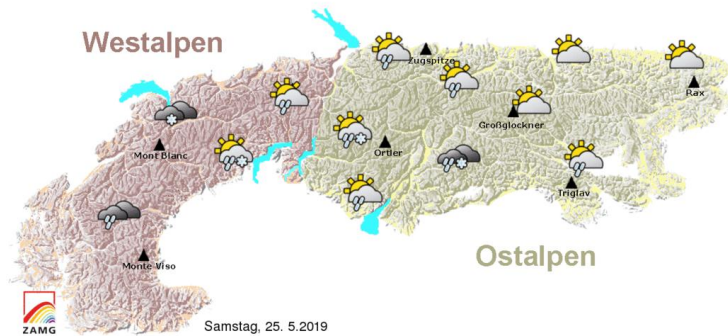 Westalpen
Zugspitze
Rax
Großglockner
Mont Blanc
Ortler
Triglav
Ostalpen
Monte Viso
ZAMG
Samstag, 25. 5.2019